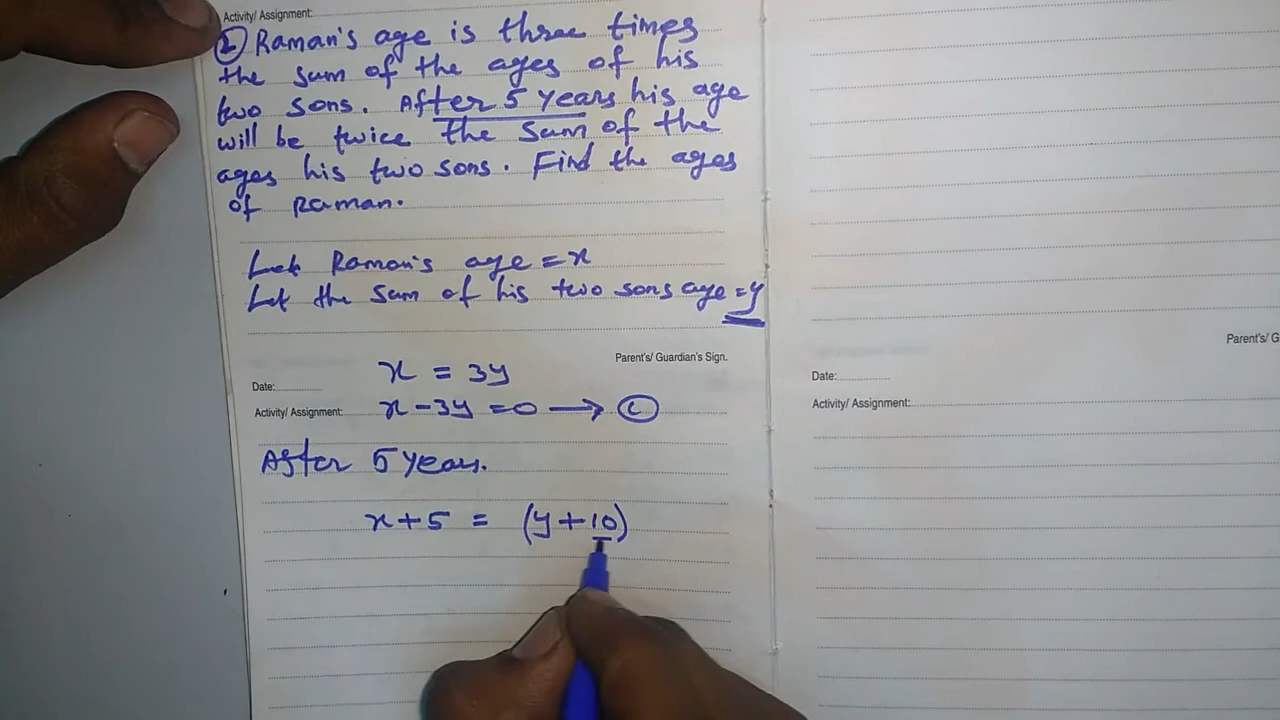 Activity/ Assignment:
② Raman's age is three times
the sum of the ages of his
two sons. After 5 years his age
will be twice the sum of the
ages his two sons. Find the ages
of Raman.
Let Raman's age = x
Let the sum of his two sons age = y
Parent's/ Guardian's Sign.
x = 3y
Date:
Activity/ Assignment: x - 3y = 0 →
After 5 years.
x + 5 = (y + 10)
Parent's/ G
Date:
Activity/ Assignment: